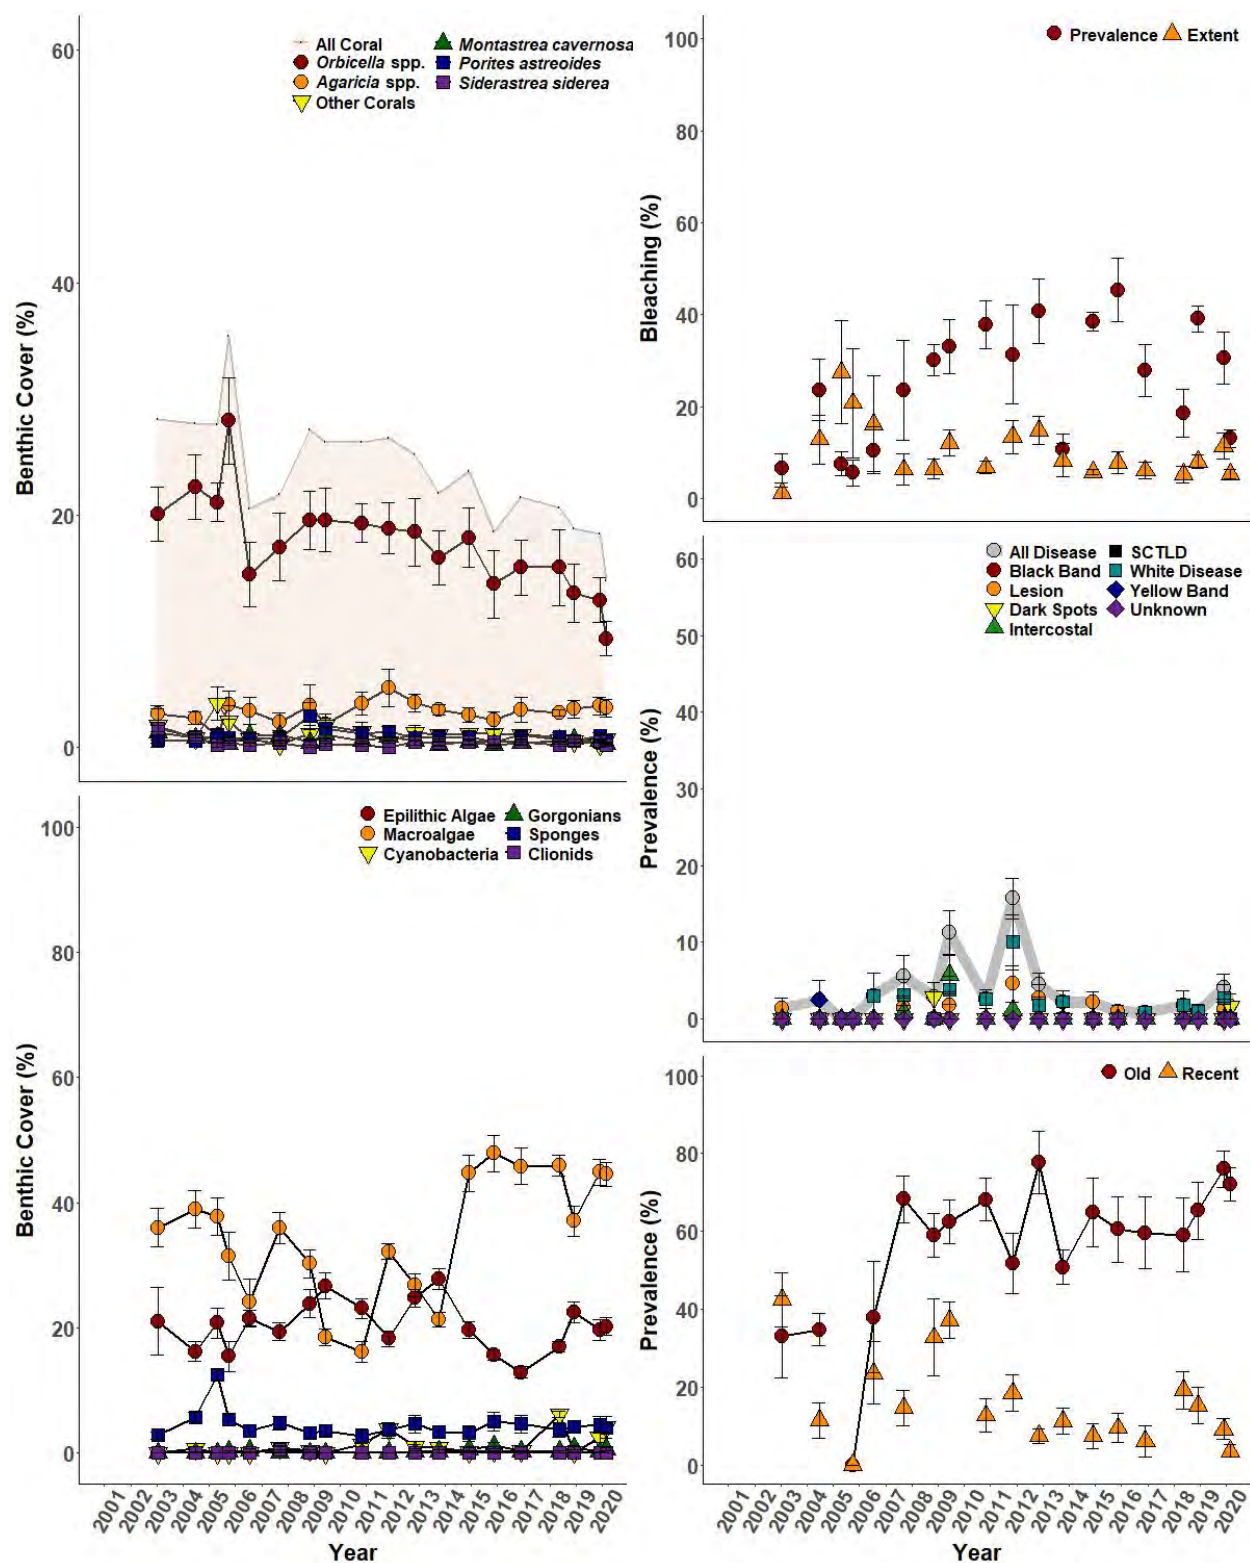 All Coral
Orbicella spp.
Agaricia spp.
Other Corals
Montastrea cavernosa
Porites astreoides
Siderastrea siderea
60
40
20
0
Benthic Cover (%)
Epilithic Algae
Macroalgae
Cyanobacteria
Gorgonians
Sponges
Clionids
100
80
60
40
20
0
Benthic Cover (%)
2001
2002
2003
2004
2005
2006
2007
2008
2009
2010
2011
2012
2013
2014
2015
2016
2017
2018
2019
2020
Year
Prevalence
Extent
100
80
60
40
20
0
Bleaching (%)
All Disease
Black Band
Lesion
Dark Spots
Intercostal
SCTLD
White Disease
Yellow Band
Unknown
60
50
40
30
20
10
0
Prevalence (%)
Old
Recent
100
80
60
40
20
0
Prevalence (%)
2001
2002
2003
2004
2005
2006
2007
2008
2009
2010
2011
2012
2013
2014
2015
2016
2017
2018
2019
2020
Year